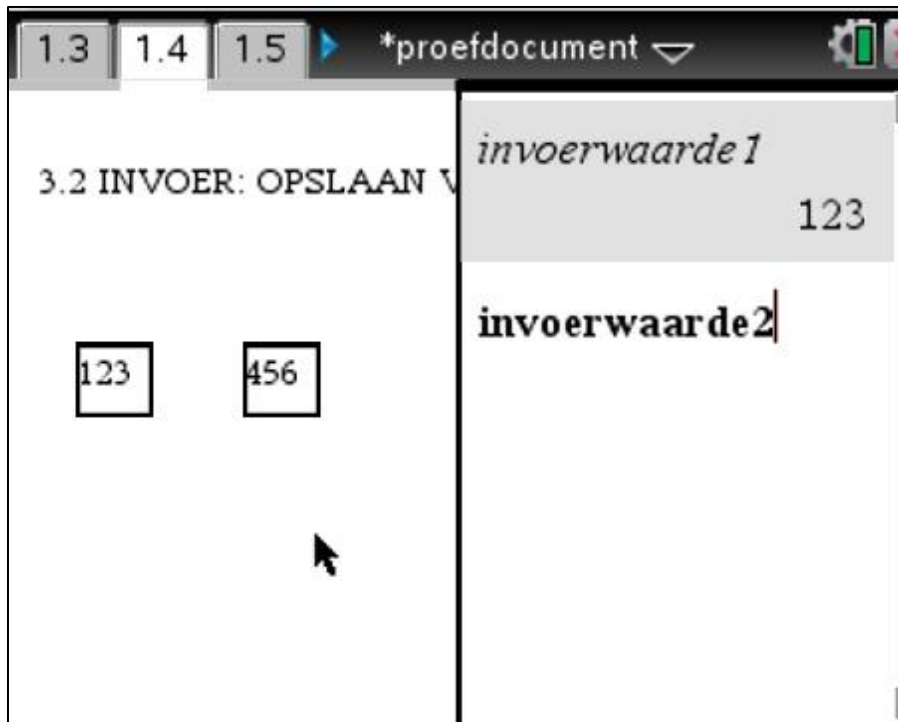 1.3 1.4 1.5 *proefdocument
3.2 INVOER: OPSLAAN V
123 456
invoerwaarde1
123
invoerwaarde2